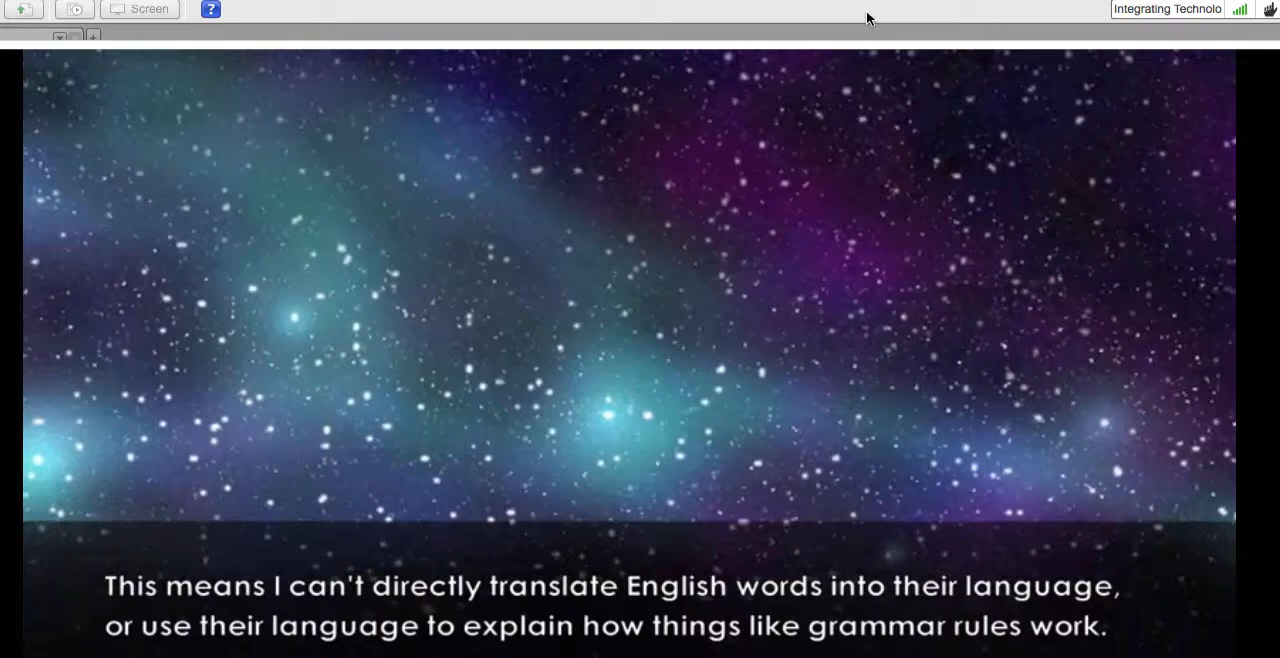 Screen
?
Integrating Technolo
This means I can't directly translate English words into their language,
or use their language to explain how things like grammar rules work.